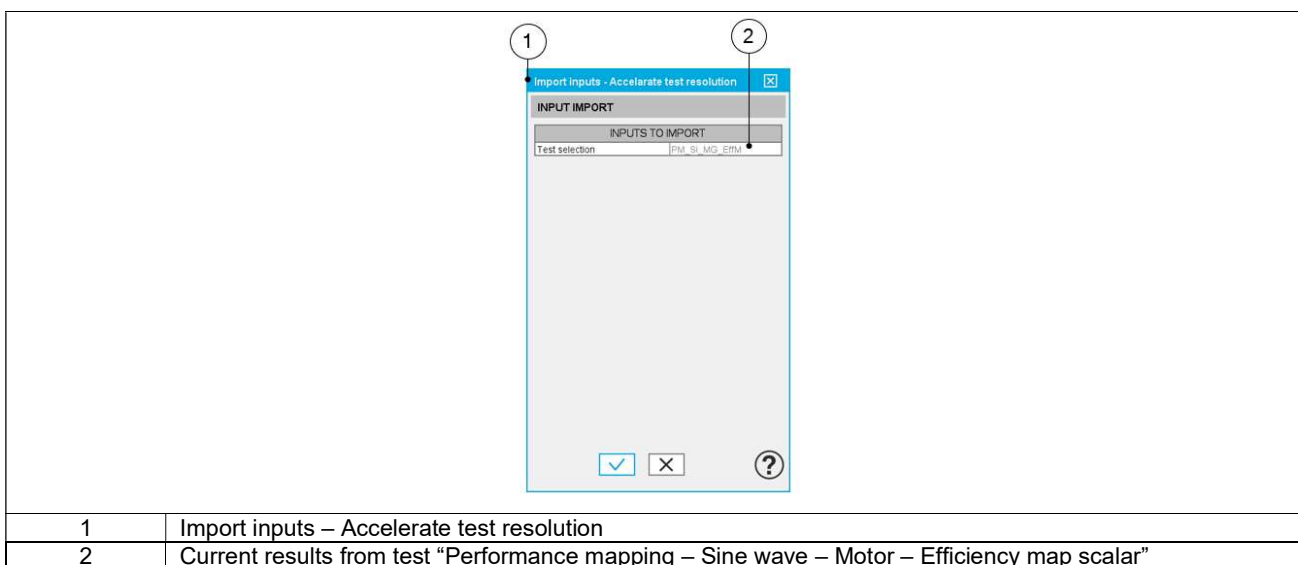 1
2
Import inputs - Accelarate test resolution
INPUT IMPORT
INPUTS TO IMPORT
Test selection PM_SI_MG_EffM
?
1 Import inputs – Accelerate test resolution
2 Current results from test “Performance mapping – Sine wave – Motor – Efficiency map scalar”